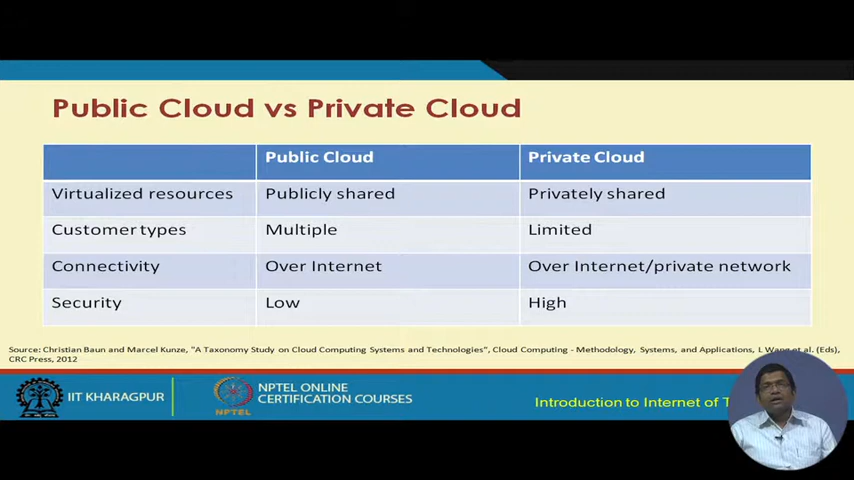 Public Cloud vs Private Cloud
Public Cloud Private Cloud
Virtualized resources Publicly shared Privately shared
Customer types Multiple Limited
Connectivity Over Internet Over Internet/private network
Security Low High
Source: Christian Baun and Marcel Kunze, "A Taxonomy Study on Cloud Computing Systems and Technologies", Cloud Computing - Methodology, Systems, and Applications, L Wang et al. (Eds),
CRC Press, 2012
IIT KHARAGPUR
NPTEL
NPTEL ONLINE
CERTIFICATION COURSES
Introduction to Internet of